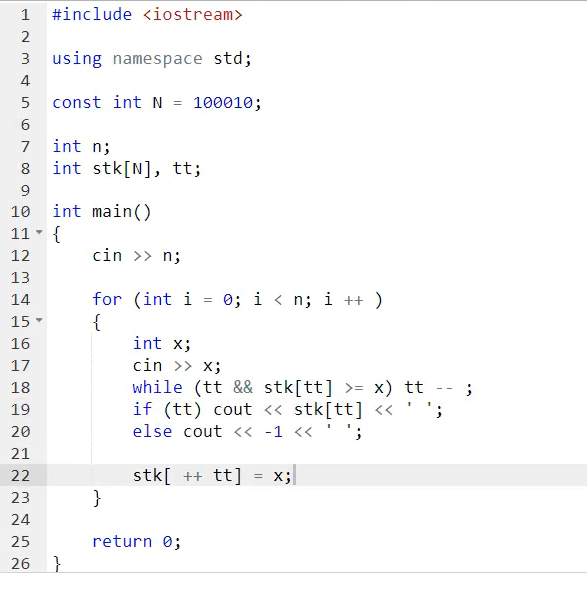 1 #include <iostream>
2
3 using namespace std;
4
5 const int N = 100010;
6
7 int n;
8 int stk[N], tt;
9
10 int main()
11 {
12     cin >> n;
13
14     for (int i = 0; i < n; i ++ )
15     {
16         int x;
17         cin >> x;
18         while (tt && stk[tt] >= x) tt -- ;
19         if (tt) cout << stk[tt] << ' ';
20         else cout << -1 << ' ';
21
22         stk[ ++ tt] = x;
23     }
24
25     return 0;
26 }